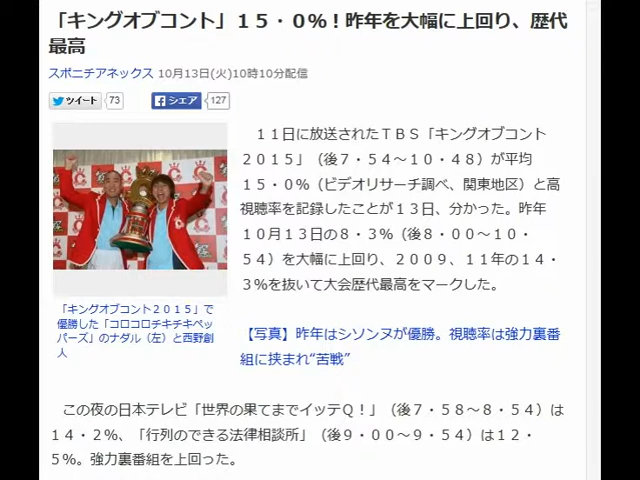 「キングオブコント」１５・０％！昨年を大幅に上回り、歴代
最高
スポニチアネックス 10月13日(火)10時10分配信
ツイート 73 シェア 127
１１日に放送されたＴＢＳ「キングオブコント
２０１５」（後７・５４～１０・４８）が平均
１５・０％（ビデオリサーチ調べ、関東地区）と高
視聴率を記録したことが１３日、分かった。昨年
１０月１３日の８・３％（後８・００～１０・
５４）を大幅に上回り、２００９、１１年の１４・
３％を抜いて大会歴代最高をマークした。
「キングオブコント２０１５」で
優勝した「コロコロチキチキペッ
パーズ」のナダル（左）と西野創
人
【写真】昨年はシソンヌが優勝。視聴率は強力裏番
組に挟まれ“苦戦”
この夜の日本テレビ「世界の果てまでイッテＱ！」（後７・５８～８・５４）は
１４・２％、「行列のできる法律相談所」（後９・００～９・５４）は１２・
５％。強力裏番組を上回った。